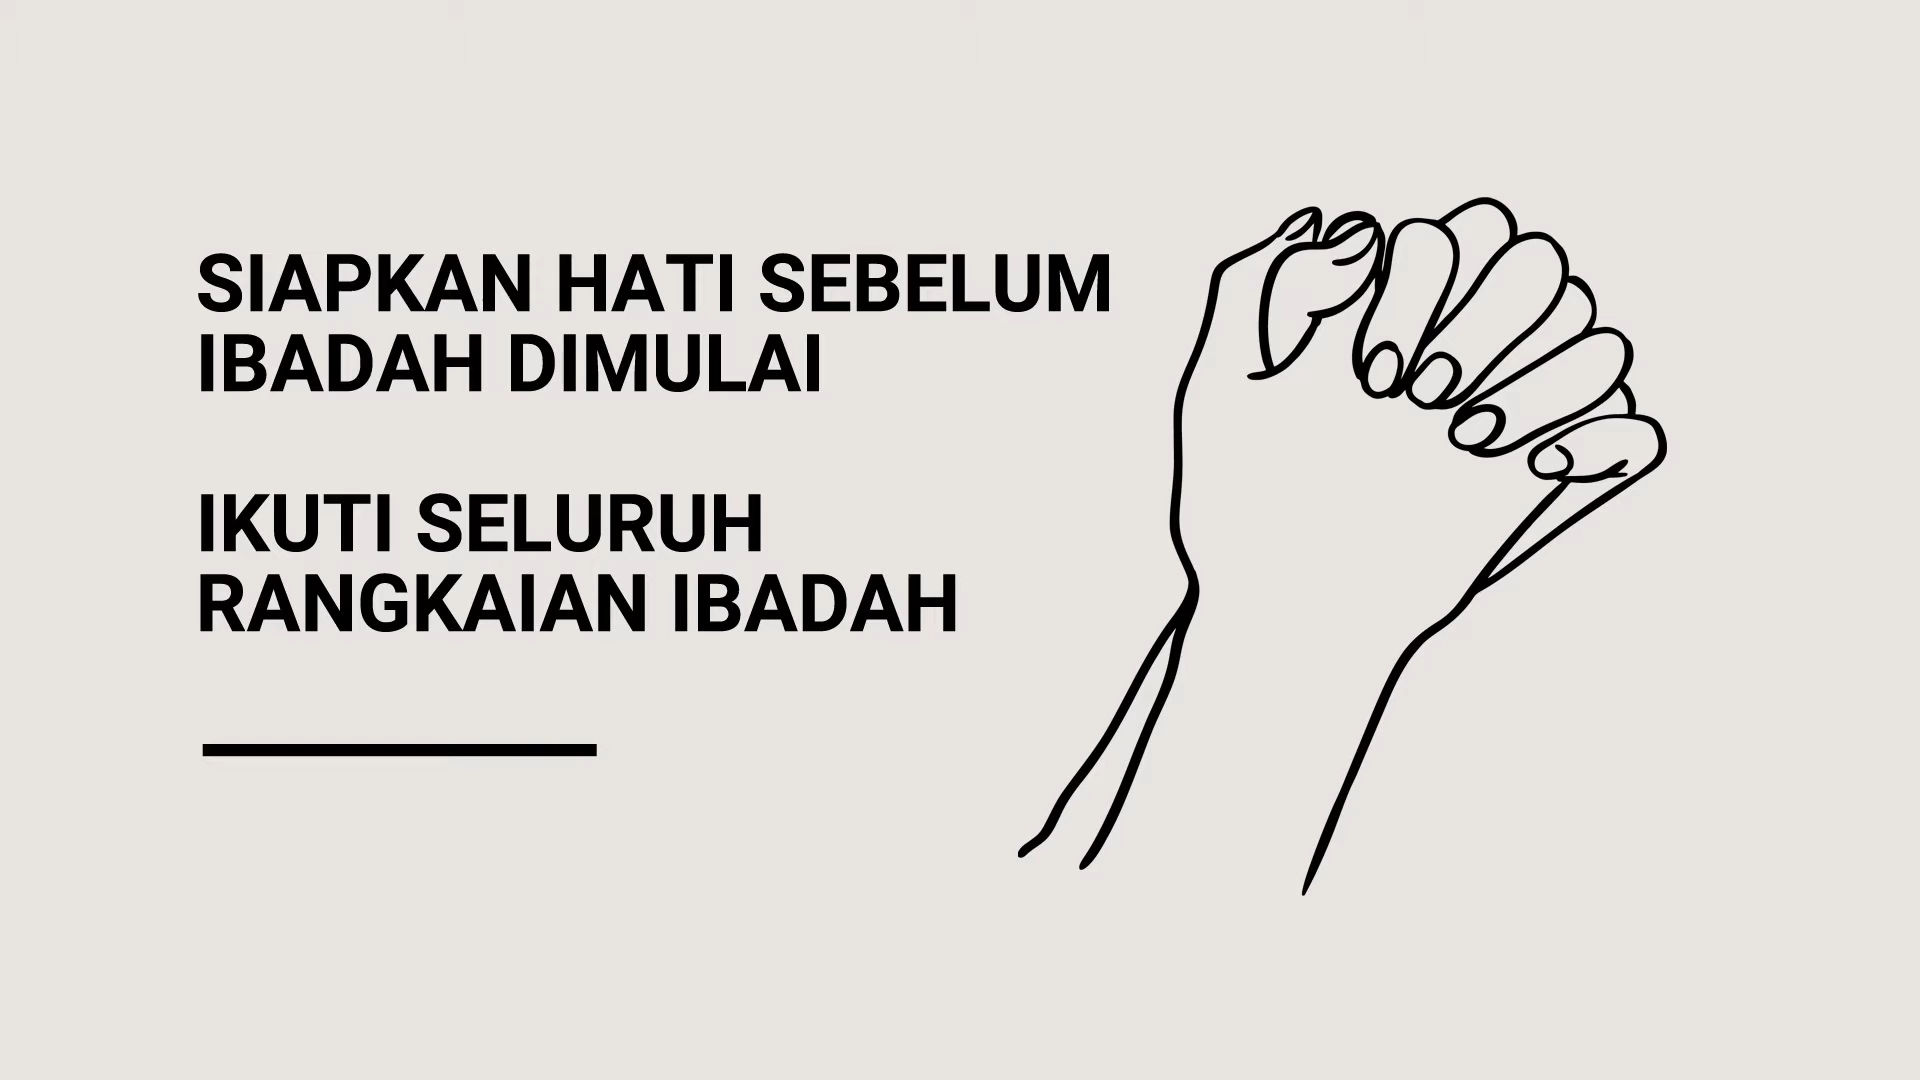 SIAPKAN HATI SEBELUM
IBADAH DIMULAI
IKUTI SELURUH
RANGKAIAN IBADAH